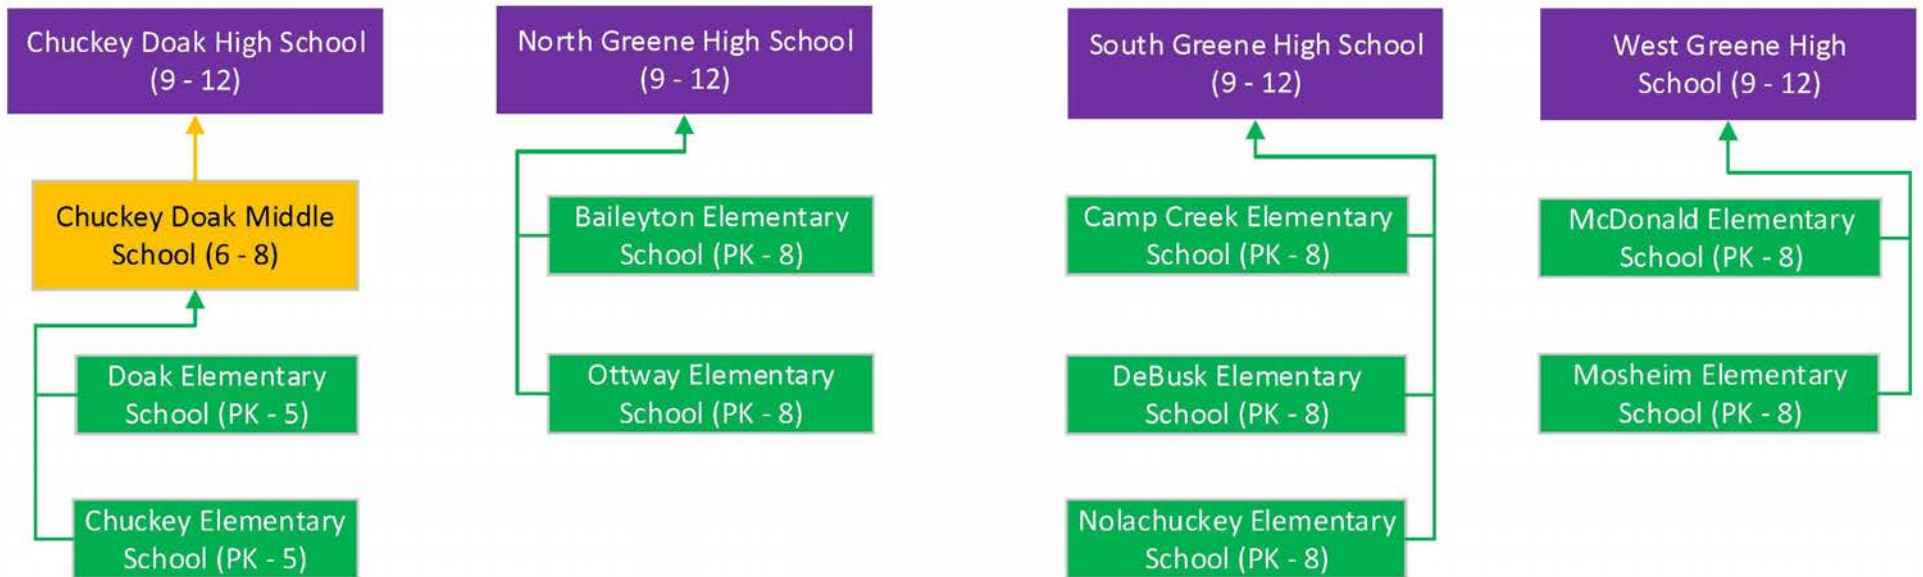 Chuckey Doak High School
(9 - 12)
North Greene High School
(9 - 12)
South Greene High School
(9 - 12)
West Greene High
School (9 - 12)
Chuckey Doak Middle
School (6 - 8)
Baileyton Elementary
School (PK - 8)
Camp Creek Elementary
School (PK - 8)
McDonald Elementary
School (PK - 8)
Doak Elementary
School (PK - 5)
Ottway Elementary
School (PK - 8)
DeBusk Elementary
School (PK - 8)
Mosheim Elementary
School (PK - 8)
Chuckey Elementary
School (PK - 5)
Nolachuckey Elementary
School (PK - 8)